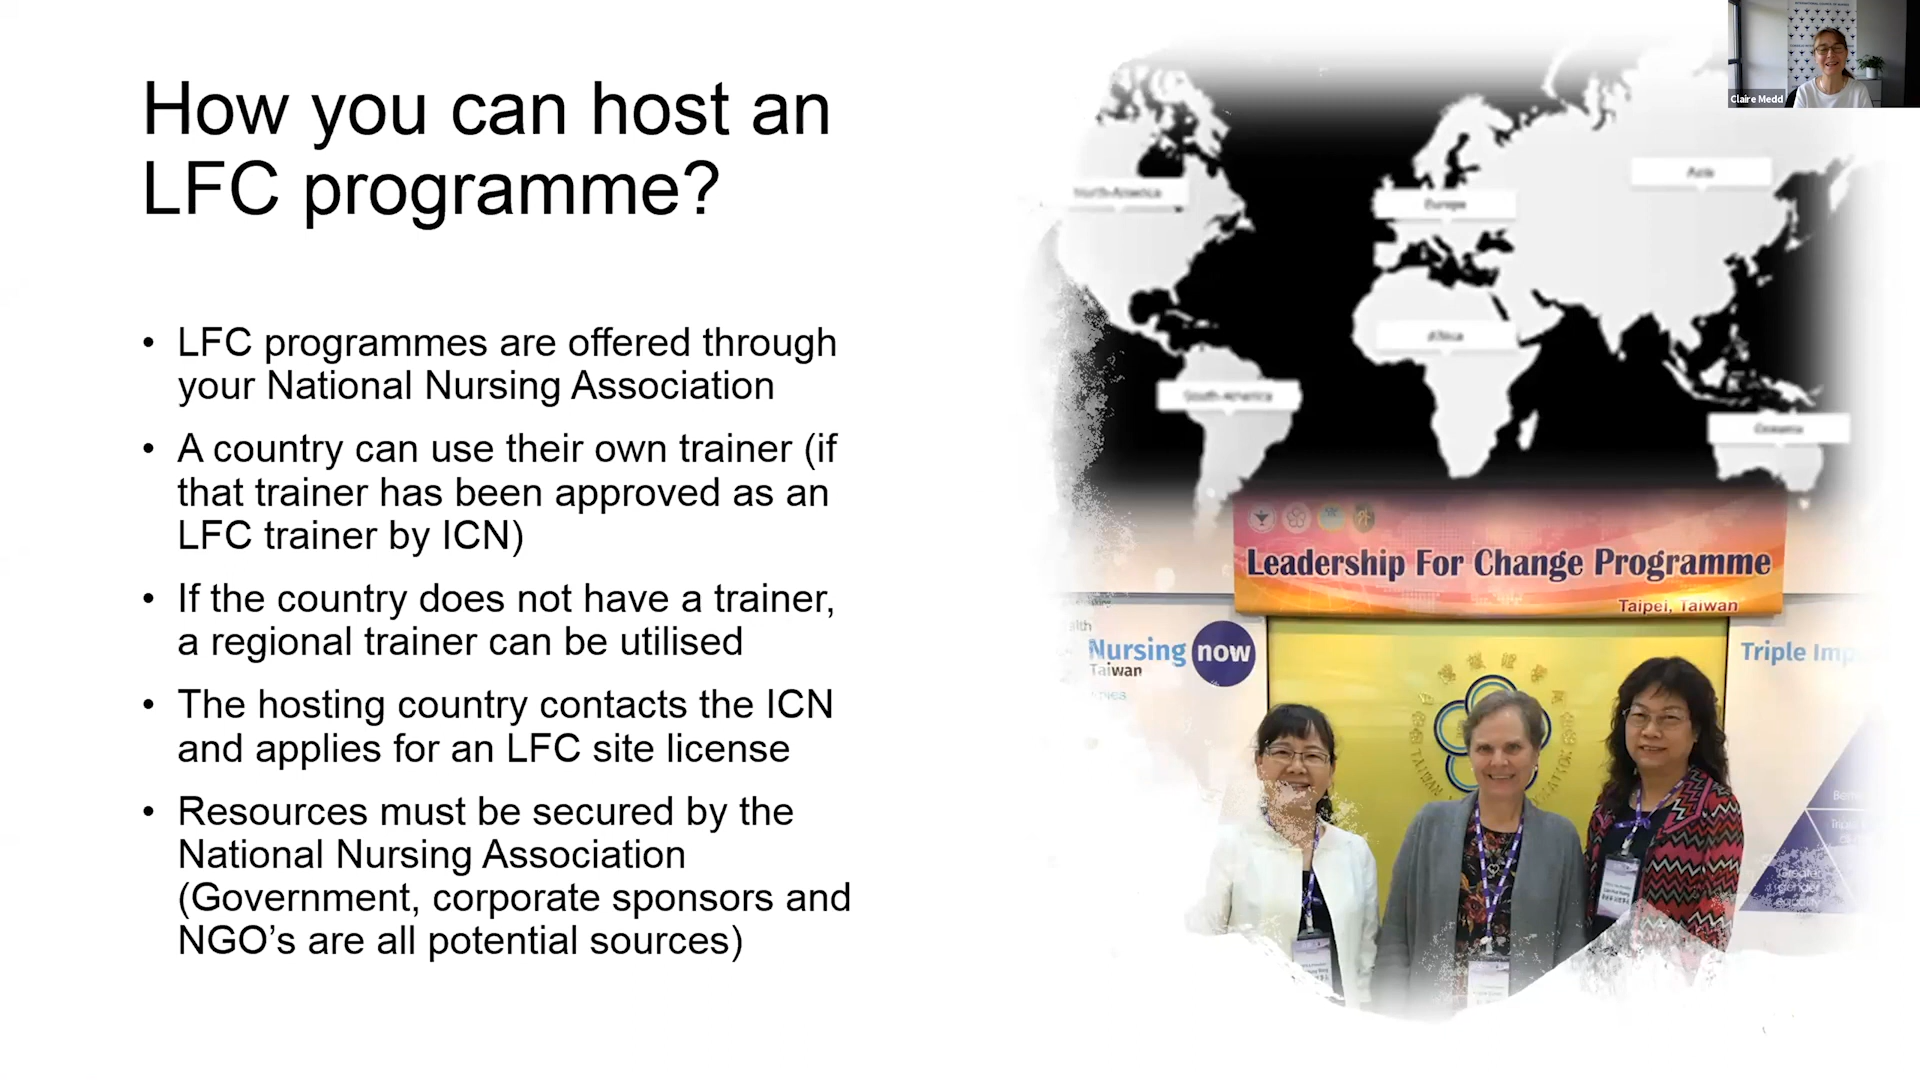 How you can host an
LFC programme?
• LFC programmes are offered through
your National Nursing Association
• A country can use their own trainer (if
that trainer has been approved as an
LFC trainer by ICN)
• If the country does not have a trainer,
a regional trainer can be utilised
• The hosting country contacts the ICN
and applies for an LFC site license
• Resources must be secured by the
National Nursing Association
(Government, corporate sponsors and
NGO’s are all potential sources)
Claire Medd
North America
Europe
Asia
Africa
South America
Oceania
Leadership For Change Programme
Taipei, Taiwan
Nursing now
Taiwan
Triple
TAIWAN
Greater
gender
equality